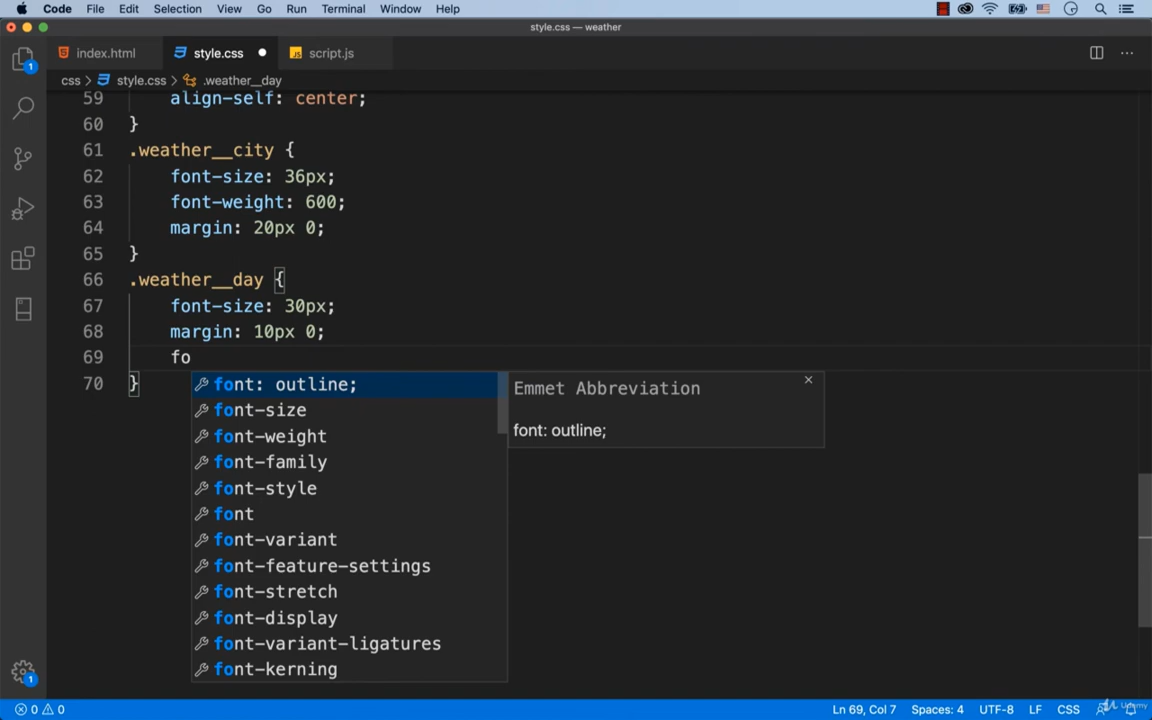 Code File Edit Selection View Go Run Terminal Window Help
style.css — weather
index.html style.css script.js
css > style.css > .weather__day
59 align-self: center;
60 }
61 .weather__city {
62 font-size: 36px;
63 font-weight: 600;
64 margin: 20px 0;
65 }
66 .weather__day {
67 font-size: 30px;
68 margin: 10px 0;
69 fo
70 }
font: outline;
font-size
font-weight
font-family
font-style
font
font-variant
font-feature-settings
font-stretch
font-display
font-variant-ligatures
font-kerning
Emmet Abbreviation
font: outline;
1
1
0 0 Ln 69, Col 7 Spaces: 4 UTF-8 LF CSS
Udemy